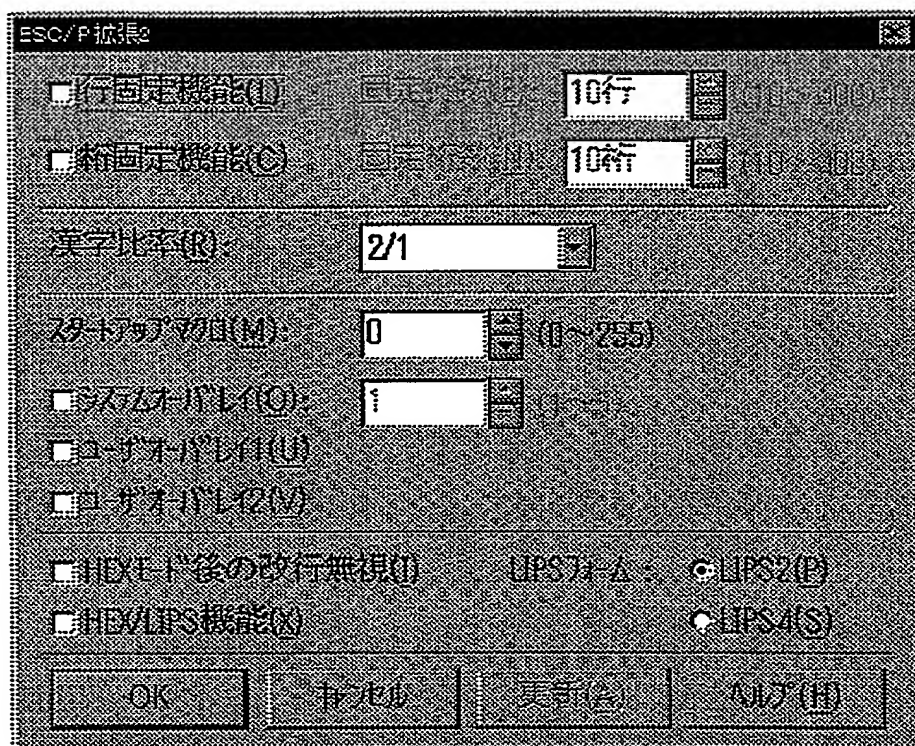 ESC/P拡張2
行固定機能(L) 10行
桁固定機能(C) 10桁
漢字比率(R): 2/1
スタートアップマクロ(M): 0 (0～255)
システムオーバレイ(O): 1
ユーザオーバレイ1(U)
ユーザオーバレイ2(V)
HEXモード後の改行無視(I) LIPSフォーム: LIPS2(P)
HEX/LIPS機能(X) LIPS4(S)
OK キャンセル 更新(A) ヘルプ(H)